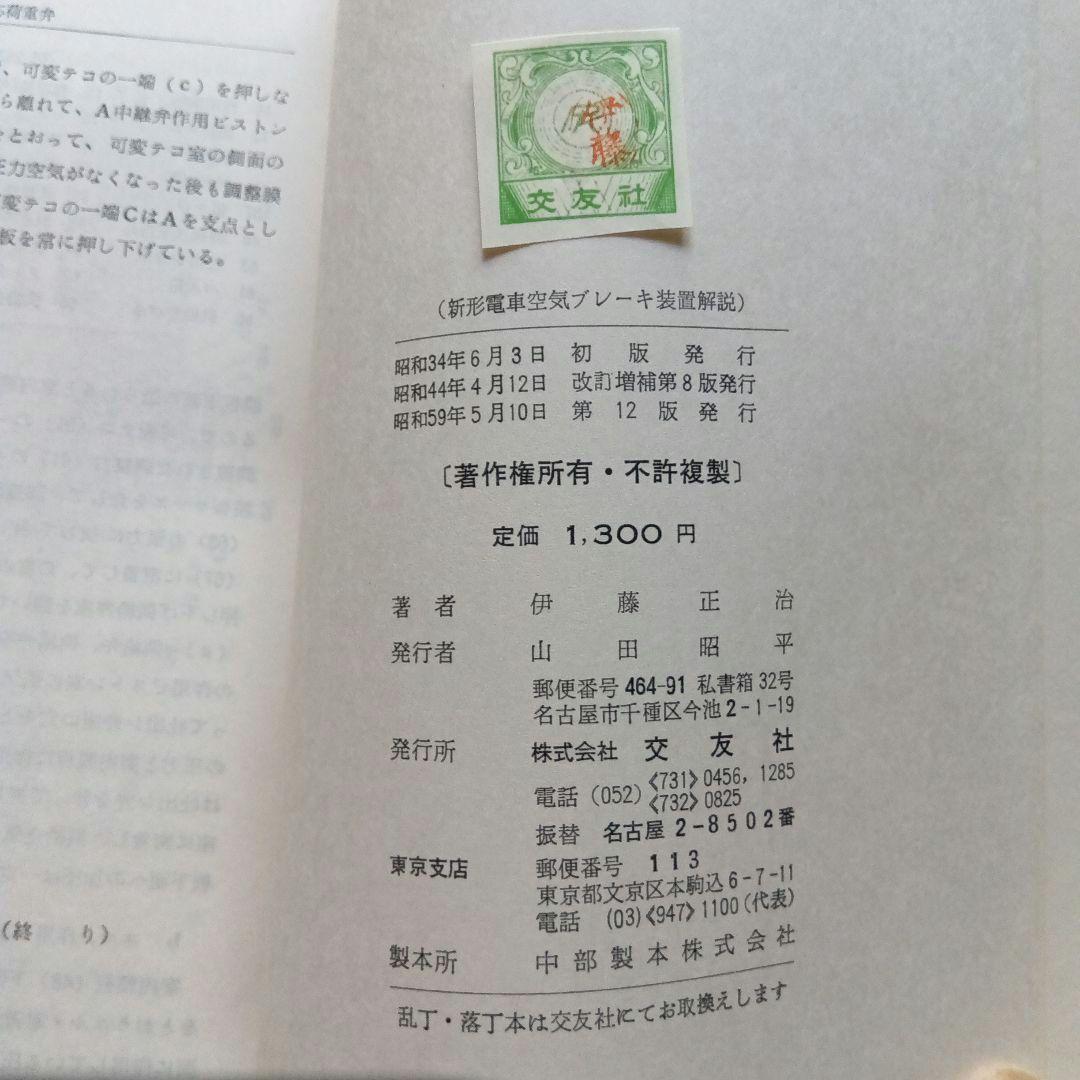 応荷重弁
、可変テコの一端（c）を押しな
ら離れて、A中継弁作用ピストン
をとおって、可変テコ室の側面の
圧力空気がなくなった後も調整膜
変テコの一端CはAを支点とし
板を常に押し下げている。
（終　り）
伊藤
交友社
（新形電車空気ブレーキ装置解説）
昭和34年6月3日　初版発行
昭和44年4月12日　改訂増補第8版発行
昭和59年5月10日　第12版発行
〔著作権所有・不許複製〕
定価　1,300円
著者　伊藤正治
発行者　山田昭平
郵便番号464-91　私書箱32号
名古屋市千種区今池2-1-19
発行所　株式会社　交友社
電話（052）〈731〉0456，1285
〈732〉0825
振替　名古屋2-8502番
東京支店　郵便番号　113
東京都文京区本駒込6-7-11
電話　（03）〈947〉1100（代表）
製本所　中部製本株式会社
乱丁・落丁本は交友社にてお取換えします